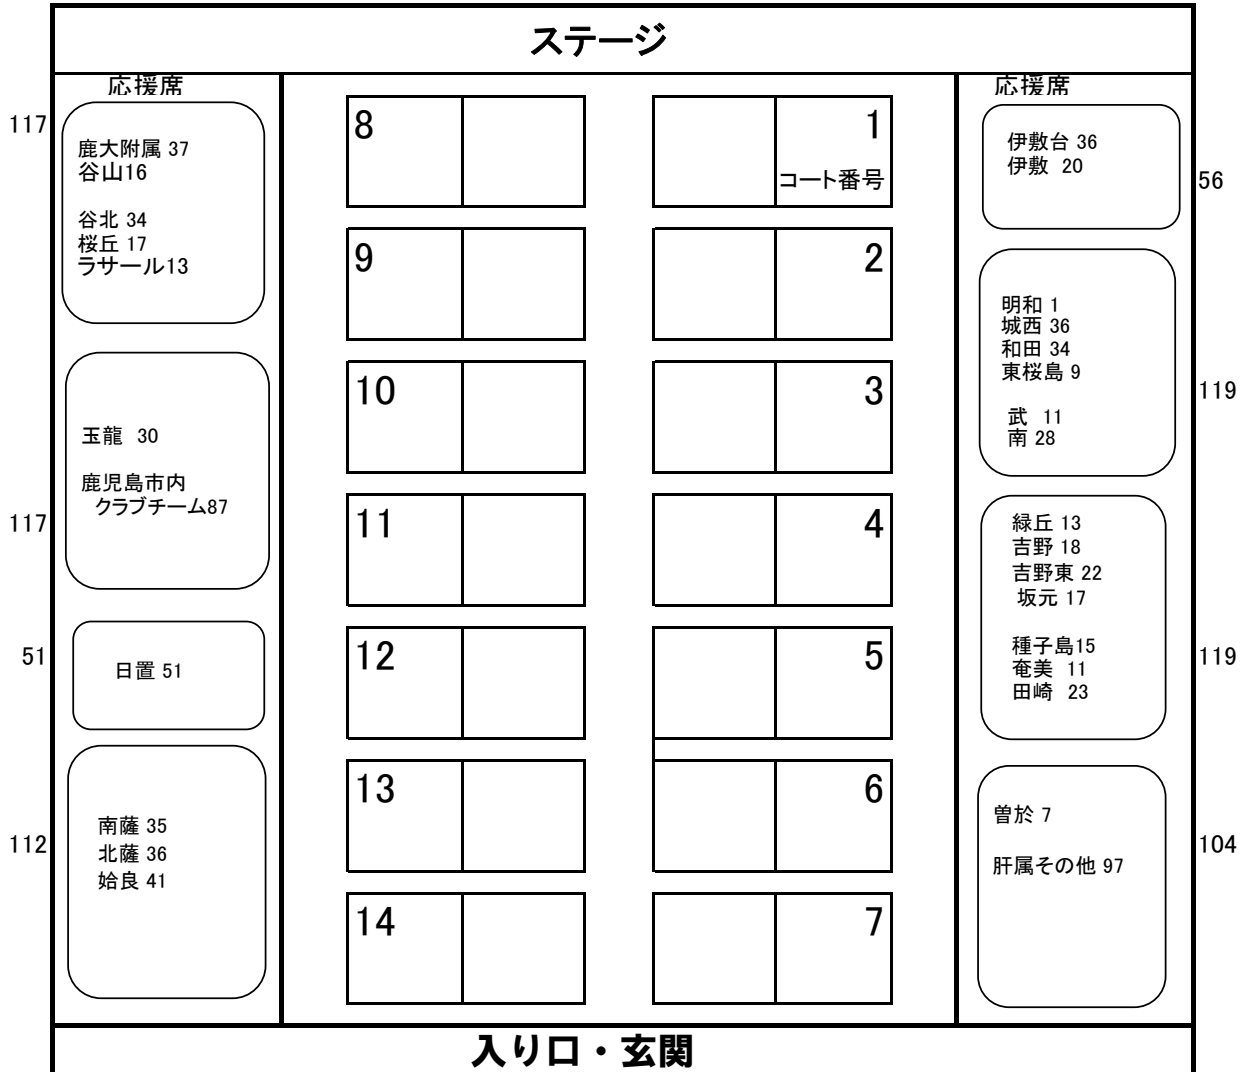 ステージ
応援席
117
鹿大附属 37
谷山16
谷北 34
桜丘 17
ラサール13
玉龍 30
鹿児島市内
クラブチーム87
117
51
日置 51
112
南薩 35
北薩 36
姶良 41
8
9
10
11
12
13
14
1
コート番号
2
3
4
5
6
7
応援席
伊敷台 36
伊敷 20
56
明和 1
城西 36
和田 34
東桜島 9
武 11
南 28
119
緑丘 13
吉野 18
吉野東 22
坂元 17
種子島15
奄美 11
田崎 23
119
曽於 7
肝属その他 97
104
入り口・玄関